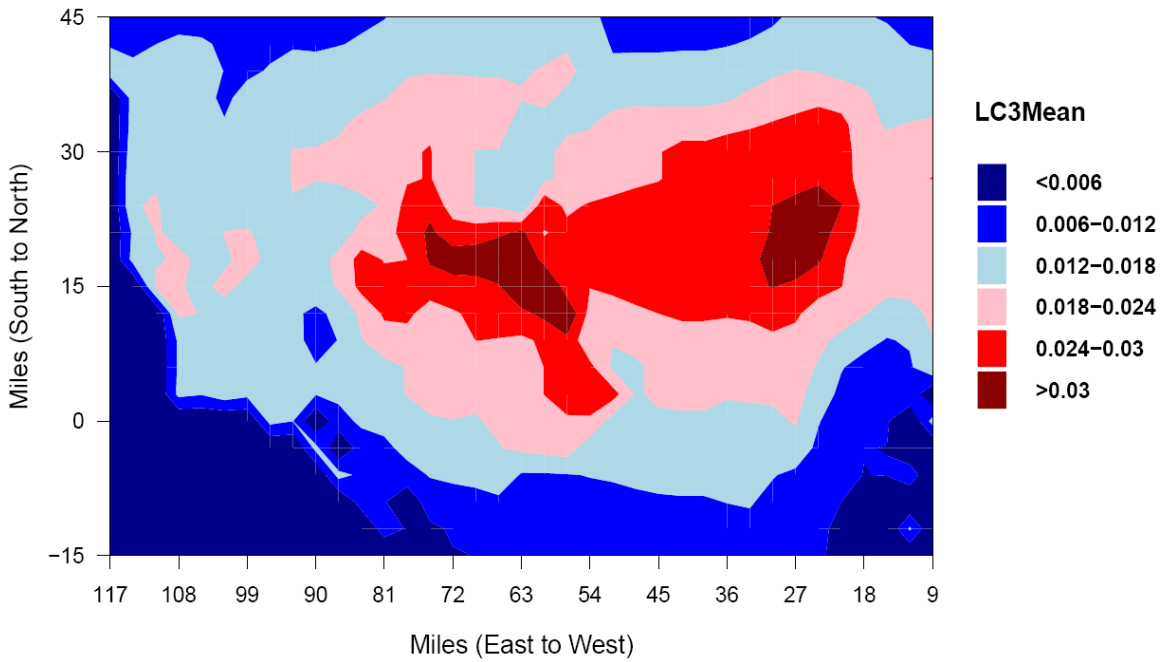 45
30
15
0
−15
Miles (South to North)
117 108 99 90 81 72 63 54 45 36 27 18 9
Miles (East to West)
LC3Mean
<0.006
0.006−0.012
0.012−0.018
0.018−0.024
0.024−0.03
>0.03